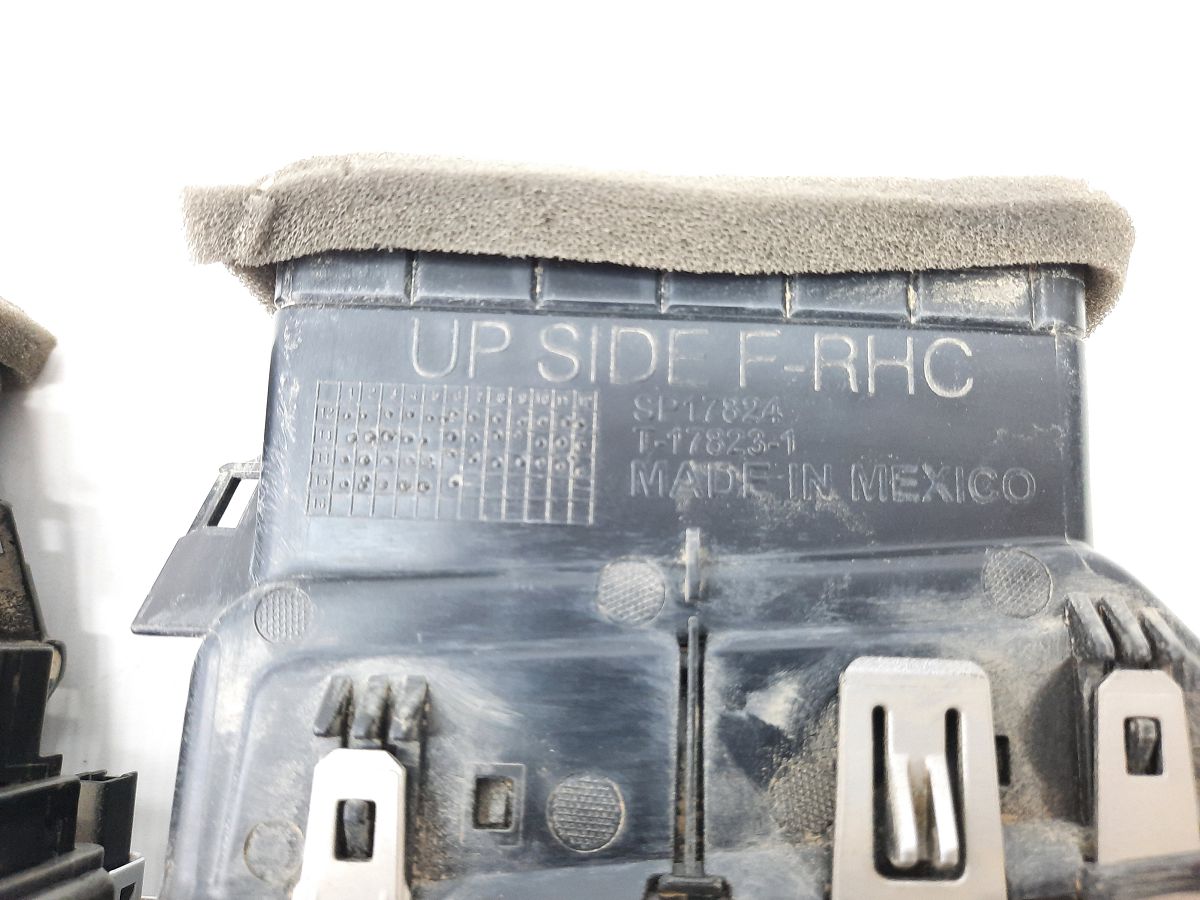 UP SIDE F-RHC
SP17824
T-17823-1
MADE IN MEXICO